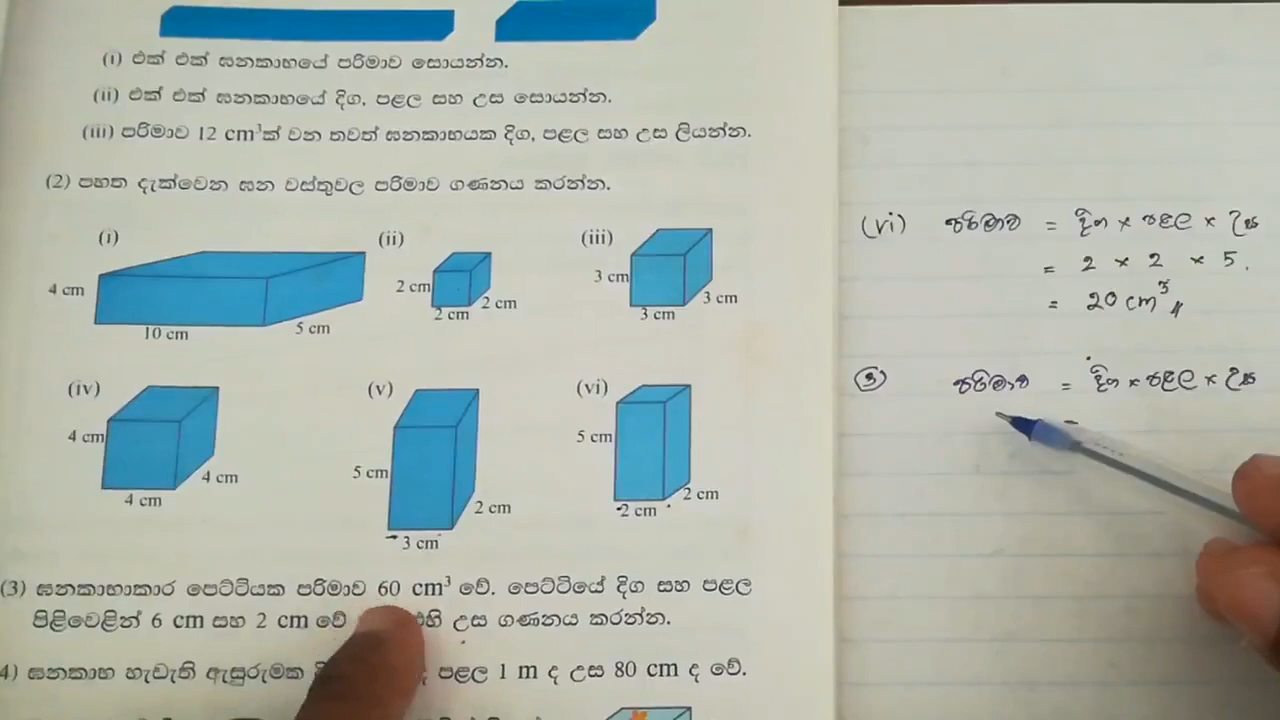 (i) එක් එක් ඝනකාභයේ පරිමාව සොයන්න.
(ii) එක් එක් ඝනකාභයේ දිග, පළල සහ උස සොයන්න.
(iii) පරිමාව 12 cm³ක් වන තවත් ඝනකාභයක දිග, පළල සහ උස ලියන්න.
(2) පහත දැක්වෙන ඝන වස්තුවල පරිමාව ගණනය කරන්න.
(i)
4 cm
10 cm
5 cm
(ii)
2 cm
2 cm
2 cm
(iii)
3 cm
3 cm
3 cm
(iv)
4 cm
4 cm
4 cm
(v)
5 cm
3 cm
2 cm
(vi)
5 cm
2 cm
2 cm
(3) ඝනකාභාකාර පෙට්ටියක පරිමාව 60 cm³ වේ. පෙට්ටියේ දිග සහ පළල
පිළිවෙළින් 6 cm සහ 2 cm වේ උස ගණනය කරන්න.
4) ඝනකාභ හැඩැති ඇසුරුමක පළල 1 m ද උස 80 cm ද වේ.
(vi) පරිමාව = දිග × පළල × උස
= 2 × 2 × 5.
= 20 cm³
(3) පරිමාව = දිග × පළල × උස